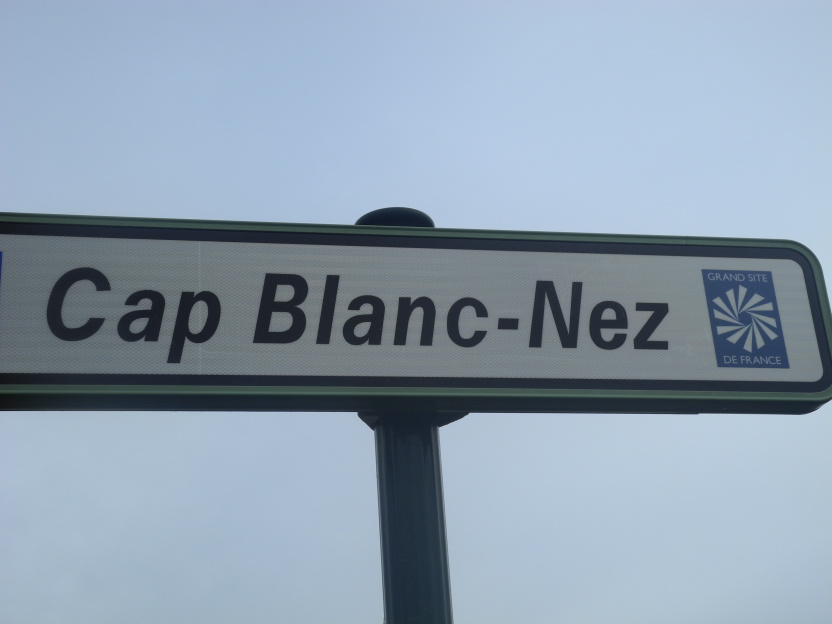 Cap Blanc-Nez
GRAND SITE
DE FRANCE